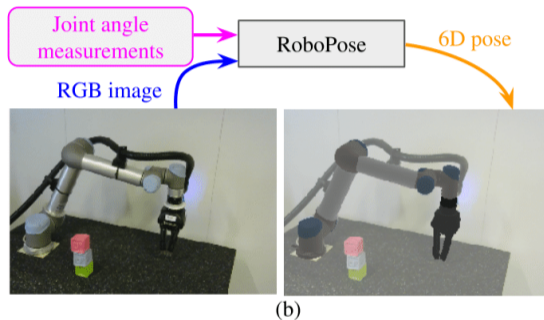 Joint angle
measurements
RoboPose
6D pose
RGB image
(b)